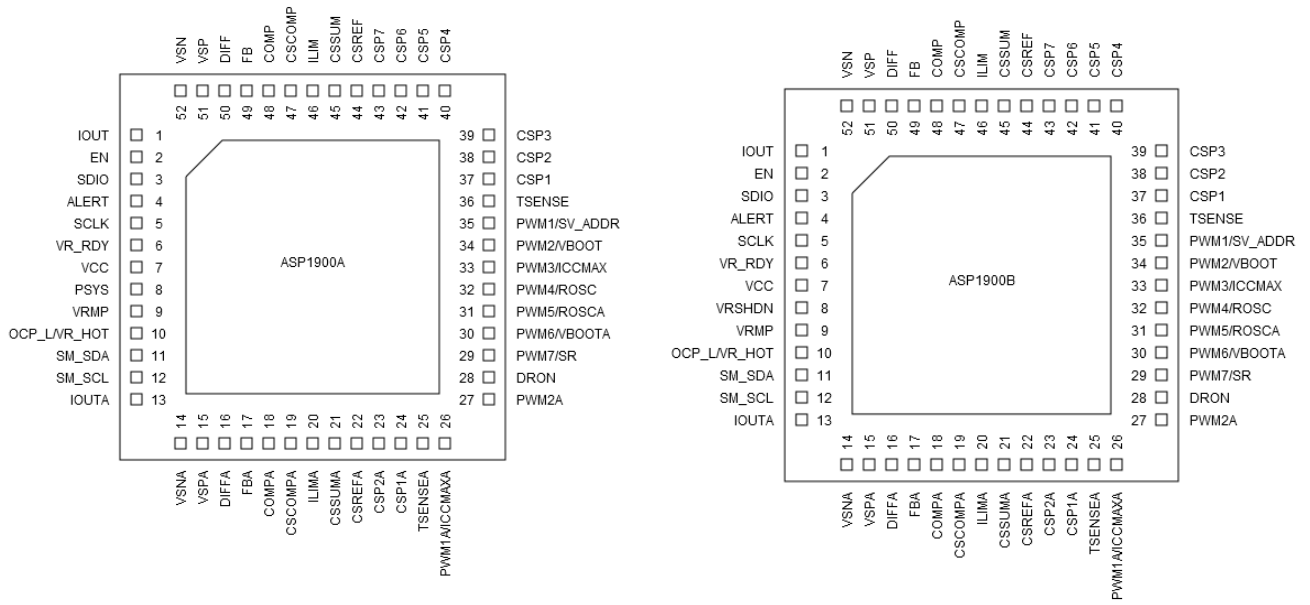 VSN
VSP
DIFF
FB
COMP
CSCOMP
ILIM
CSSUM
CSREF
CSP7
CSP6
CSP5
CSP4
52
51
50
49
48
47
46
45
44
43
42
41
40
IOUT 1
EN 2
SDIO 3
ALERT 4
SCLK 5
VR_RDY 6
VCC 7
PSYS 8
VRMP 9
OCP_L/VR_HOT 10
SM_SDA 11
SM_SCL 12
IOUTA 13
ASP1900A
39 CSP3
38 CSP2
37 CSP1
36 TSENSE
35 PWM1/SV_ADDR
34 PWM2/VBOOT
33 PWM3/ICCMAX
32 PWM4/ROSC
31 PWM5/ROSCA
30 PWM6/VBOOTA
29 PWM7/SR
28 DRON
27 PWM2A
14
15
16
17
18
19
20
21
22
23
24
25
26
VSNA
VSPA
DIFFA
FBA
COMPA
CSCOMPA
ILIMA
CSSUMA
CSREFA
CSP2A
CSP1A
TSENSEA
PWM1A/ICCMAXA
VSN
VSP
DIFF
FB
COMP
CSCOMP
ILIM
CSSUM
CSREF
CSP7
CSP6
CSP5
CSP4
52
51
50
49
48
47
46
45
44
43
42
41
40
IOUT 1
EN 2
SDIO 3
ALERT 4
SCLK 5
VR_RDY 6
VCC 7
VRSHDN 8
VRMP 9
OCP_L/VR_HOT 10
SM_SDA 11
SM_SCL 12
IOUTA 13
ASP1900B
39 CSP3
38 CSP2
37 CSP1
36 TSENSE
35 PWM1/SV_ADDR
34 PWM2/VBOOT
33 PWM3/ICCMAX
32 PWM4/ROSC
31 PWM5/ROSCA
30 PWM6/VBOOTA
29 PWM7/SR
28 DRON
27 PWM2A
14
15
16
17
18
19
20
21
22
23
24
25
26
VSNA
VSPA
DIFFA
FBA
COMPA
CSCOMPA
ILIMA
CSSUMA
CSREFA
CSP2A
CSP1A
TSENSEA
PWM1A/ICCMAXA